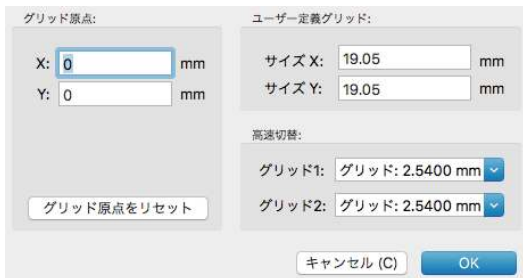 グリッド原点:
X: 0 mm
Y: 0 mm
グリッド原点をリセット
ユーザー定義グリッド:
サイズ X: 19.05 mm
サイズ Y: 19.05 mm
高速切替:
グリッド1: グリッド: 2.5400 mm
グリッド2: グリッド: 2.5400 mm
キャンセル (C) OK